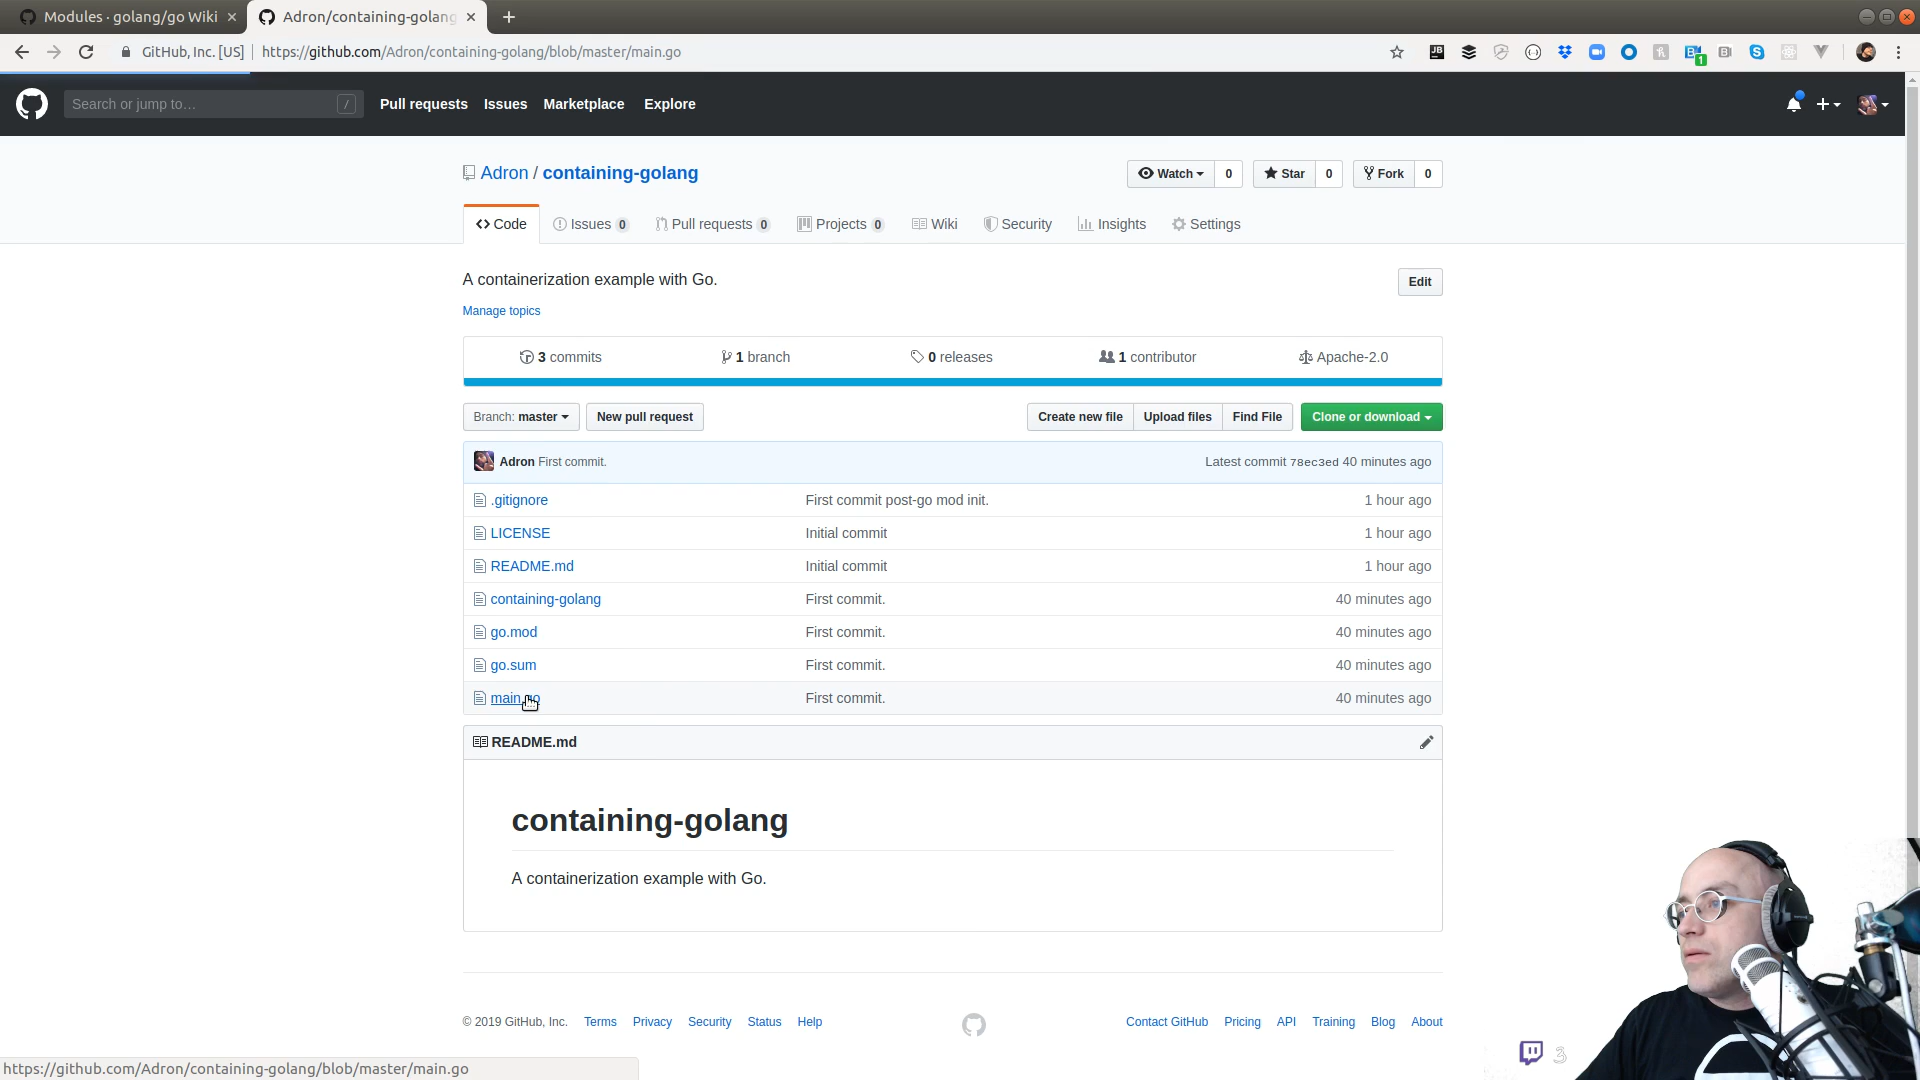 Modules · golang/go Wiki
Adron/containing-golang
GitHub, Inc. [US] https://github.com/Adron/containing-golang/blob/master/main.go
1
Search or jump to… /
Pull requests Issues Marketplace Explore
Adron / containing-golang
Watch 0 Star 0 Fork 0
Code Issues 0 Pull requests 0 Projects 0 Wiki Security Insights Settings
A containerization example with Go.
Edit
Manage topics
3 commits 1 branch 0 releases 1 contributor Apache-2.0
Branch: master New pull request Create new file Upload files Find File Clone or download
Adron First commit. Latest commit 78ec3ed 40 minutes ago
.gitignore First commit post-go mod init. 1 hour ago
LICENSE Initial commit 1 hour ago
README.md Initial commit 1 hour ago
containing-golang First commit. 40 minutes ago
go.mod First commit. 40 minutes ago
go.sum First commit. 40 minutes ago
main.go First commit. 40 minutes ago
README.md
containing-golang
A containerization example with Go.
© 2019 GitHub, Inc. Terms Privacy Security Status Help Contact GitHub Pricing API Training Blog About
3
https://github.com/Adron/containing-golang/blob/master/main.go